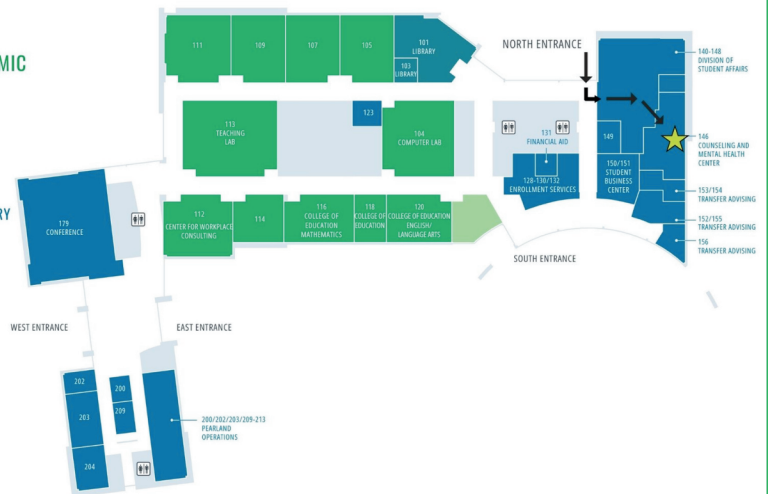 MIC
RY
111
109
107
105
101
LIBRARY
103
LIBRARY
NORTH ENTRANCE
140-148
DIVISION OF
STUDENT AFFAIRS
113
TEACHING
LAB
123
104
COMPUTER LAB
131
FINANCIAL AID
128-130/132
ENROLLMENT SERVICES
149
150/151
STUDENT
BUSINESS
CENTER
146
COUNSELING AND
MENTAL HEALTH
CENTER
153/154
TRANSFER ADVISING
152/155
TRANSFER ADVISING
156
TRANSFER ADVISING
179
CONFERENCE
112
CENTER FOR WORKPLACE
CONSULTING
114
116
COLLEGE OF
EDUCATION
MATHEMATICS
118
COLLEGE OF
EDUCATION
120
COLLEGE OF EDUCATION
ENGLISH/
LANGUAGE ARTS
SOUTH ENTRANCE
WEST ENTRANCE
EAST ENTRANCE
202
203
204
200
209
200/202/203/209-213
PEARLAND
OPERATIONS